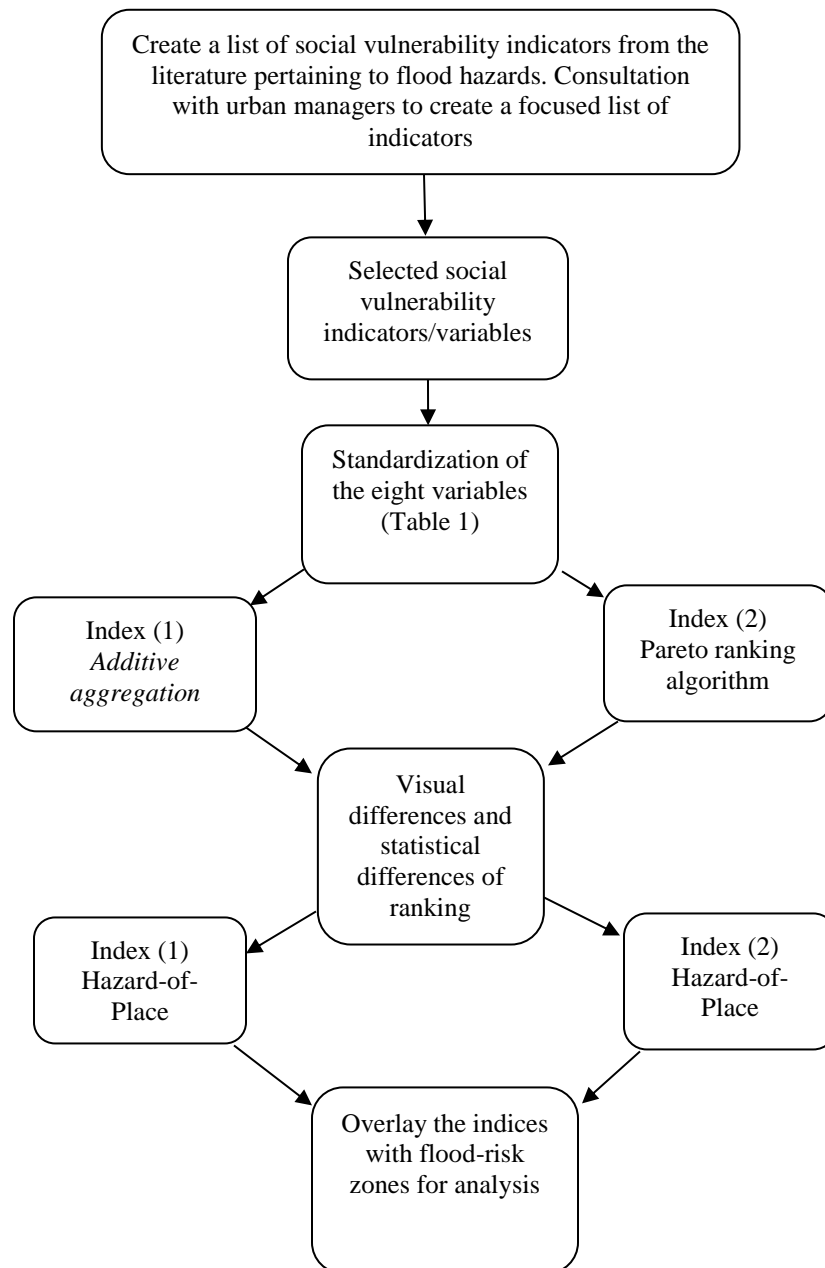 Create a list of social vulnerability indicators from the
literature pertaining to flood hazards. Consultation
with urban managers to create a focused list of
indicators
Selected social
vulnerability
indicators/variables
Standardization of
the eight variables
(Table 1)
Index (1)
Additive
aggregation
Index (2)
Pareto ranking
algorithm
Visual
differences and
statistical
differences of
ranking
Index (1)
Hazard-of-
Place
Index (2)
Hazard-of-
Place
Overlay the indices
with flood-risk
zones for analysis